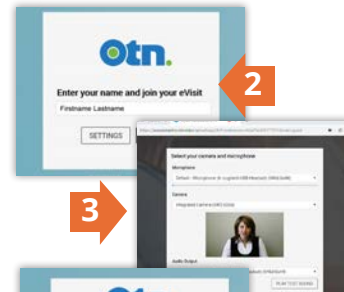 otn.
Enter your name and join your eVisit
Firstname Lastname
SETTINGS
2
Select your camera and microphone
Microphone
Camera
Integrated Camera
3
Audio Output
PLAY TEST SOUND
otn